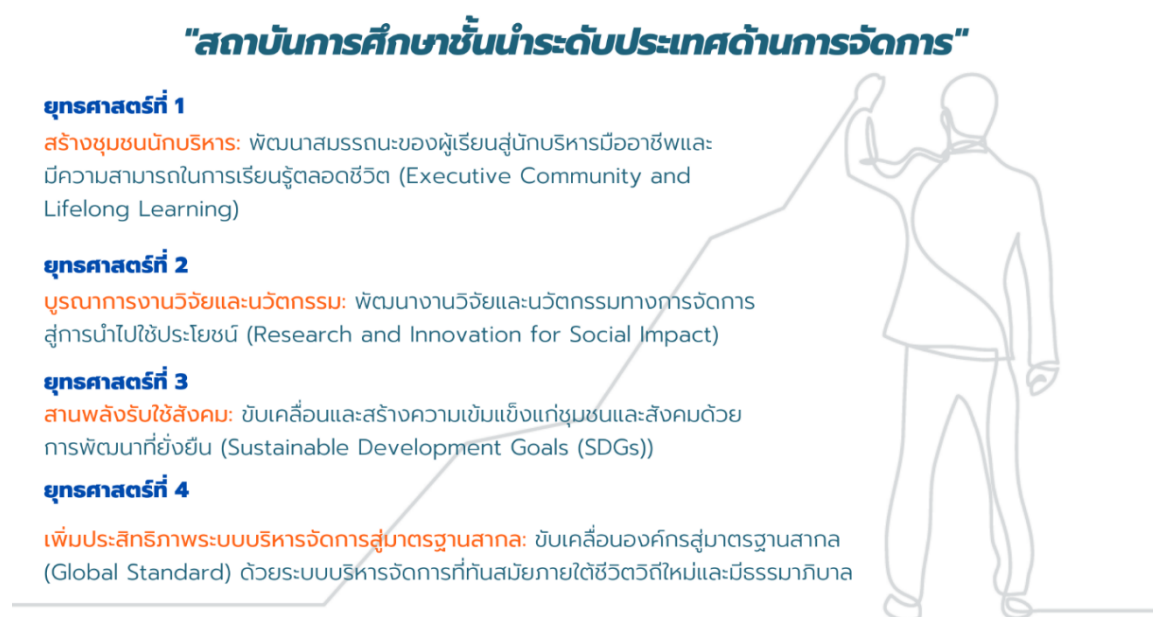 "สถาบันการศึกษาชั้นนำระดับประเทศด้านการจัดการ"
ยุทธศาสตร์ที่ 1
สร้างชุมชนนักบริหาร: พัฒนาสมรรถนะของผู้เรียนสู่นักบริหารมืออาชีพและ
มีความสามารถในการเรียนรู้ตลอดชีวิต (Executive Community and
Lifelong Learning)
ยุทธศาสตร์ที่ 2
บูรณาการงานวิจัยและนวัตกรรม: พัฒนางานวิจัยและนวัตกรรมทางการจัดการ
สู่การนำไปใช้ประโยชน์ (Research and Innovation for Social Impact)
ยุทธศาสตร์ที่ 3
สานพลังรับใช้สังคม: ขับเคลื่อนและสร้างความเข้มแข็งแก่ชุมชนและสังคมด้วย
การพัฒนาที่ยั่งยืน (Sustainable Development Goals (SDGs))
ยุทธศาสตร์ที่ 4
เพิ่มประสิทธิภาพระบบบริหารจัดการสู่มาตรฐานสากล: ขับเคลื่อนองค์กรสู่มาตรฐานสากล
(Global Standard) ด้วยระบบบริหารจัดการที่ทันสมัยภายใต้ชีวิตวิถีใหม่และมีธรรมาภิบาล